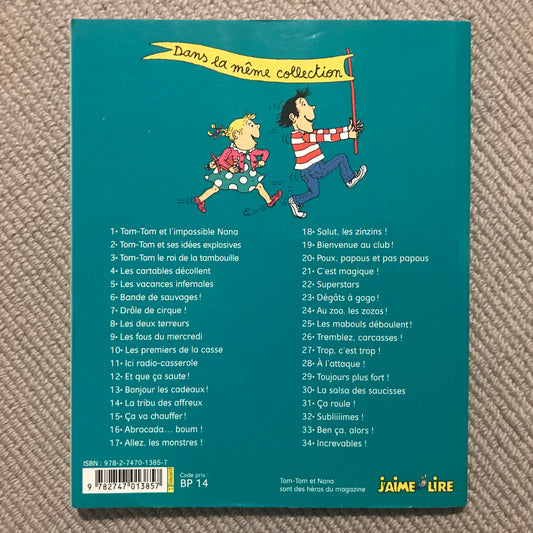 Dans la même collection
1• Tom-Tom et l'impossible Nana
2• Tom-Tom et ses idées explosives
3• Tom-Tom le roi de la tambouille
4• Les cartables décollent
5• Les vacances infernales
6• Bande de sauvages !
7• Drôle de cirque !
8• Les deux terreurs
9• Les fous du mercredi
10• Les premiers de la casse
11• Ici radio-casserole
12• Et que ça saute !
13• Bonjour les cadeaux !
14• La tribu des affreux
15• Ça va chauffer !
16• Abracada... boum !
17• Allez, les monstres !
18• Salut, les zinzins !
19• Bienvenue au club !
20• Poux, papous et pas papous
21• C'est magique !
22• Superstars
23• Dégâts à gogo !
24• Au zoo, les zozos !
25• Les mabouls déboulent !
26• Tremblez, carcasses !
27• Trop, c'est trop !
28• À l'attaque !
29• Toujours plus fort !
30• La salsa des saucisses
31• Ça roule !
32• Subliiiimes !
33• Ben ça, alors !
34• Increvables !
ISBN : 978-2-7470-1385-7
9 782747 013857
Code prix :
BP 14
Tom-Tom et Nana
sont des héros du magazine
J'AIME LIRE